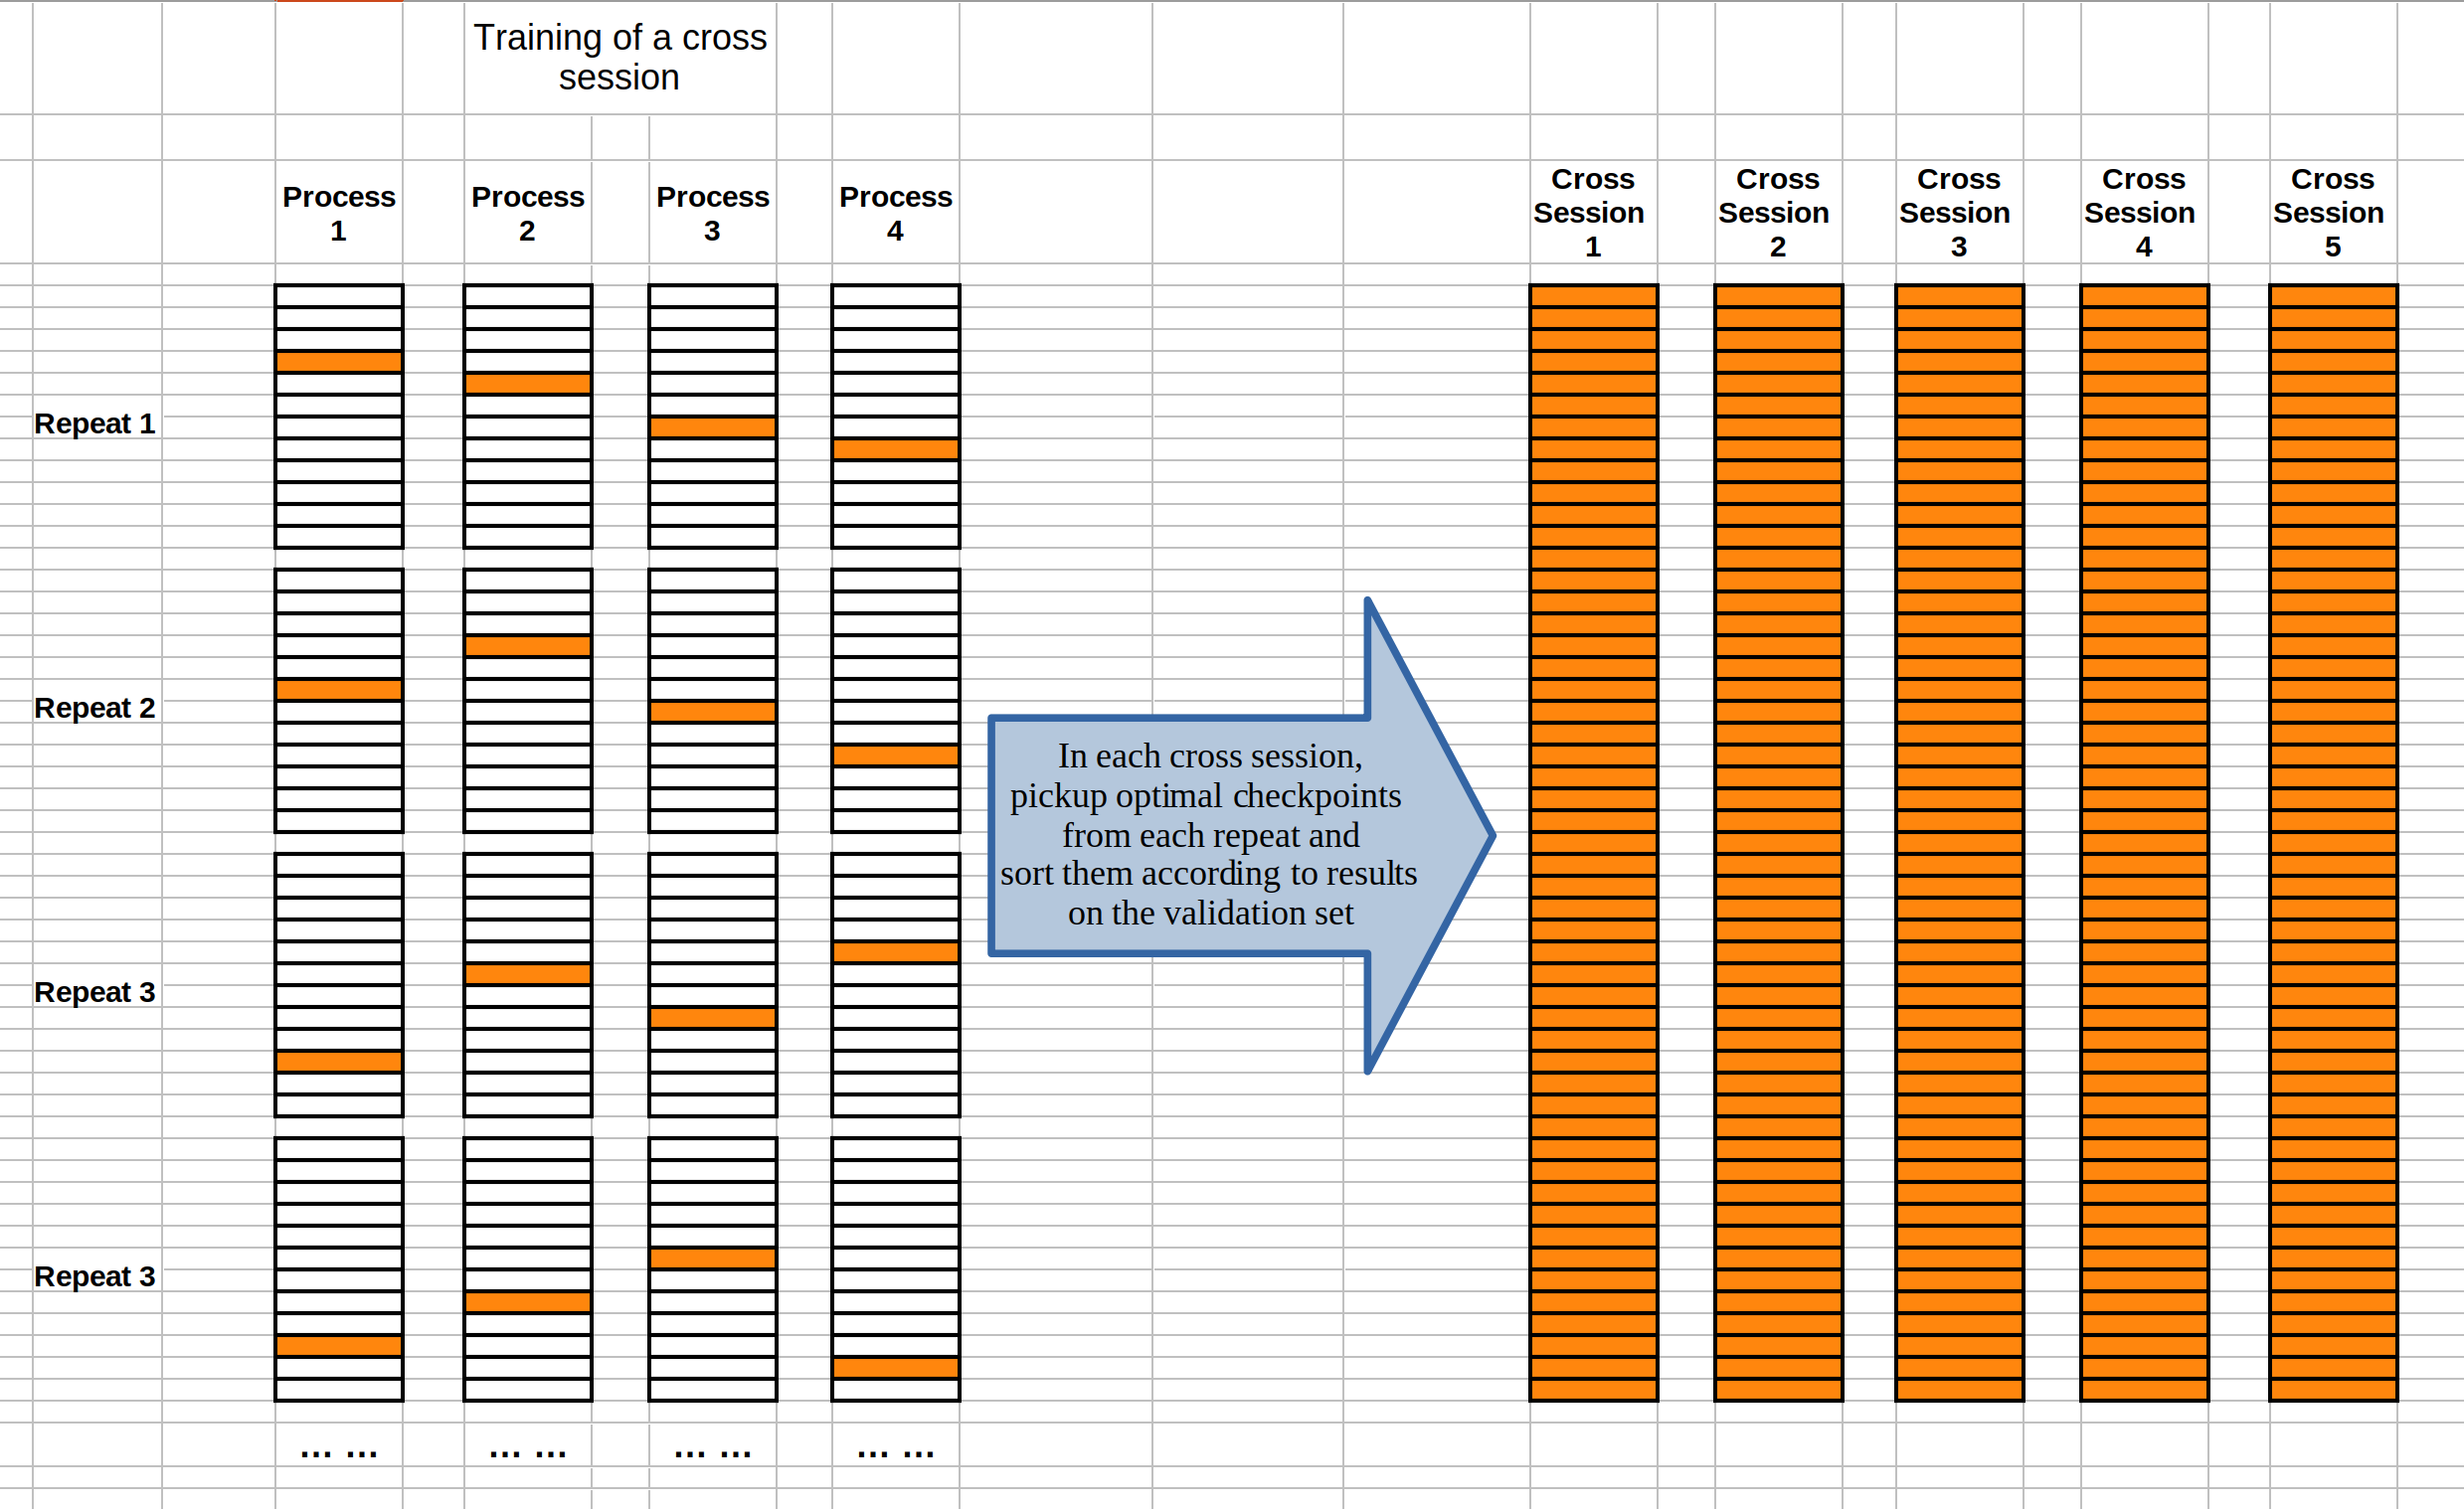 Training of a cross
session
Process
1
Process
2
Process
3
Process
4
Cross
Session
1
Cross
Session
2
Cross
Session
3
Cross
Session
4
Cross
Session
5
Repeat 1
Repeat 2
Repeat 3
Repeat 3
In each cross session,
pickup optimal checkpoints
from each repeat and
sort them according to results
on the validation set
... ...
... ...
... ...
... ...